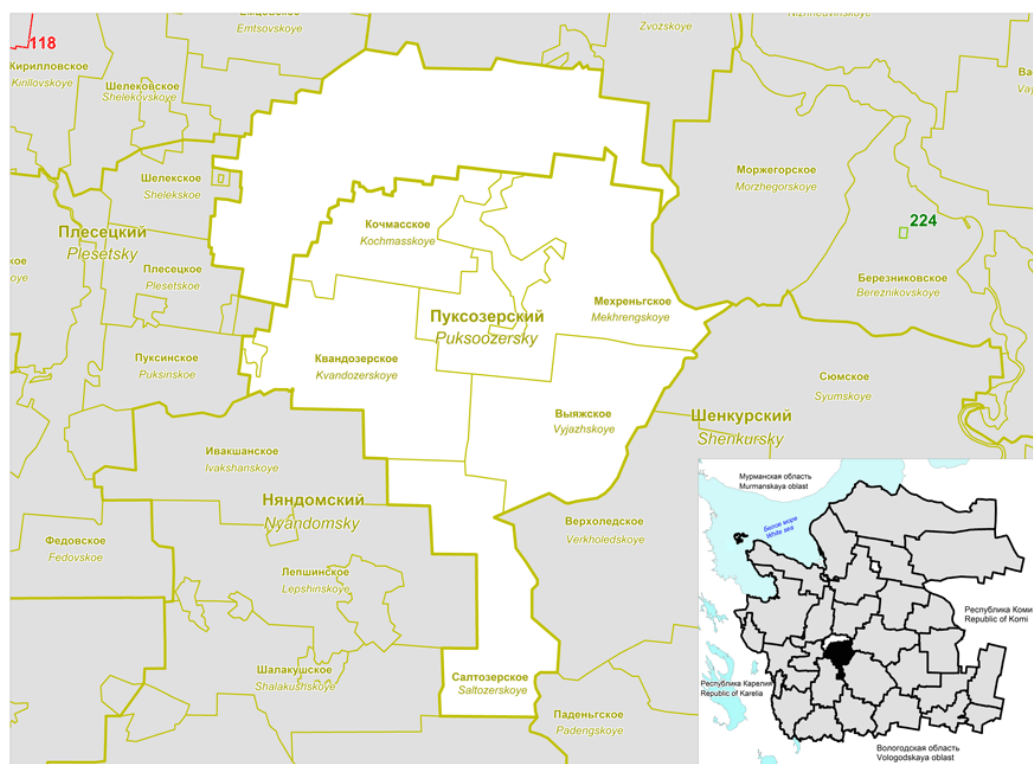 Емцовское
Emtsovskoye
Zvozskoye
Nizhneuvinskoye
118
Кирилловское
Kirillovskoye
Шелековское
Shelekovskoye
Шелекское
Shelekskoe
Моржегорское
Morzhegorskoye
224
Плесецкий
Plesetsky
Кочмасское
Kochmasskoye
Плесецкое
Plesetskoe
Березниковское
Bereznikovskoye
Мехреньгское
Mekhrengskoye
Пуксозерский
Puksoozersky
Пуксинское
Puksinskoe
Квандозерское
Kvandozerskoye
Сюмское
Syumskoye
Выяжское
Vyjazhskoye
Шенкурский
Shenkursky
Ивакшанское
Ivakshanskoye
Няндомский
Nyandomsky
Верхоледское
Verkholedskoye
Федовское
Fedovskoe
Лепшинское
Lepshinskoye
Шалакушское
Shalakushskoye
Салтозерское
Saltozerskoye
Паденьгское
Padengskoye
Мурманская область
Murmanskaya oblast
Белое море
White sea
Республика Коми
Republic of Komi
Республика Карелия
Republic of Karelia
Вологодская область
Vologodskaya oblast